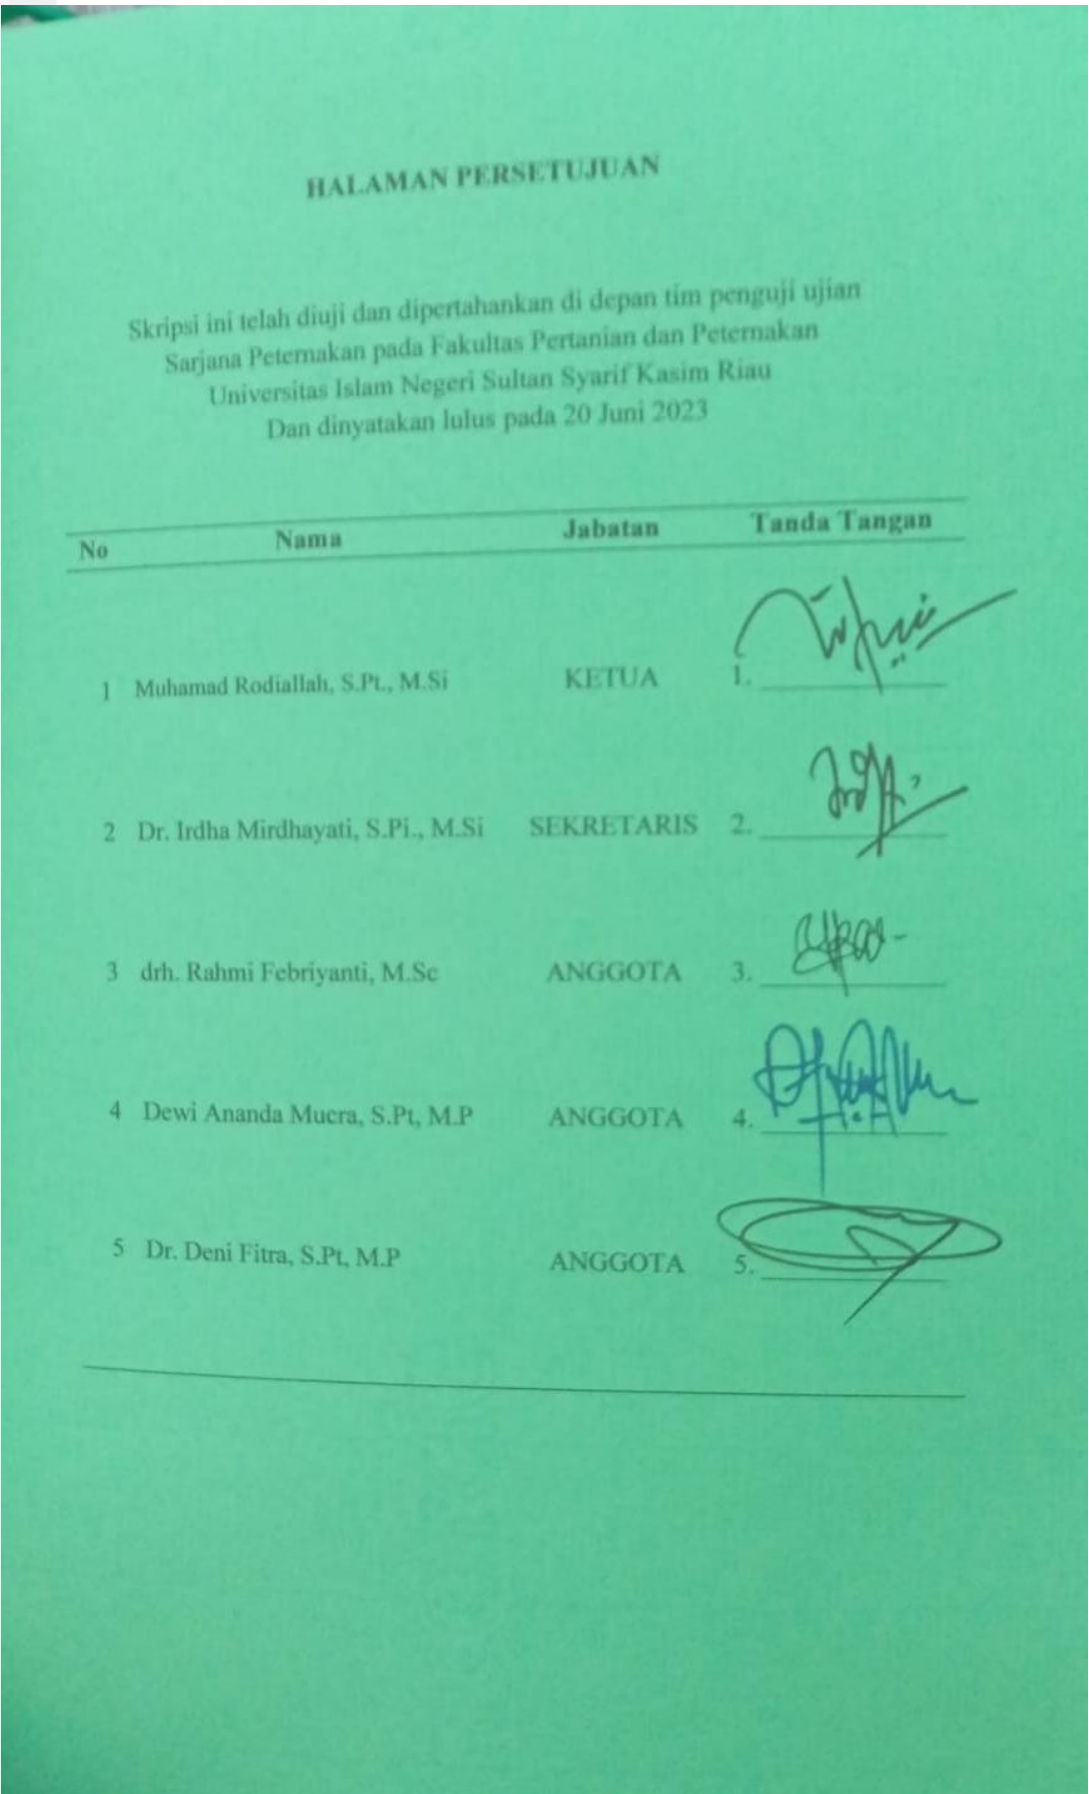 HALAMAN PERSETUJUAN
Skripsi ini telah diuji dan dipertahankan di depan tim penguji ujian
Sarjana Peternakan pada Fakultas Pertanian dan Peternakan
Universitas Islam Negeri Sultan Syarif Kasim Riau
Dan dinyatakan lulus pada 20 Juni 2023
No Nama Jabatan Tanda Tangan
1 Muhamad Rodiallah, S.Pt., M.Si KETUA 1.
2 Dr. Irdha Mirdhayati, S.Pi., M.Si SEKRETARIS 2.
3 drh. Rahmi Febriyanti, M.Sc ANGGOTA 3.
4 Dewi Ananda Mucra, S.Pt, M.P ANGGOTA 4.
5 Dr. Deni Fitra, S.Pt, M.P ANGGOTA 5.